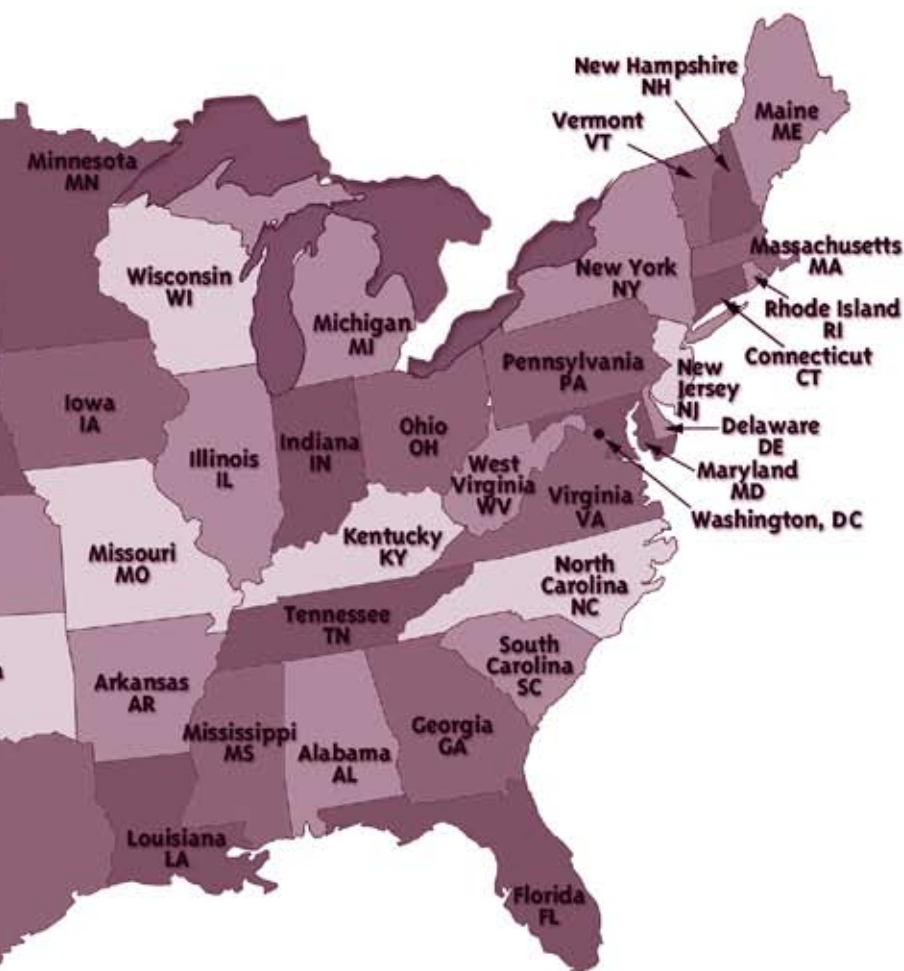 New Hampshire
NH
Vermont
VT
Maine
ME
Minnesota
MN
Massachusetts
MA
Wisconsin
WI
New York
NY
Rhode Island
RI
Michigan
MI
Connecticut
CT
Pennsylvania
PA
New
Jersey
NJ
Iowa
IA
Illinois
IL
Indiana
IN
Ohio
OH
Delaware
DE
West
Virginia
WV
Maryland
MD
Virginia
VA
Washington, DC
Missouri
MO
Kentucky
KY
North
Carolina
NC
Tennessee
TN
South
Carolina
SC
Arkansas
AR
Mississippi
MS
Alabama
AL
Georgia
GA
Louisiana
LA
Florida
FL